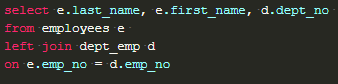 select e.last_name, e.first_name, d.dept_no
from employees e
left join dept_emp d
on e.emp_no = d.emp_no